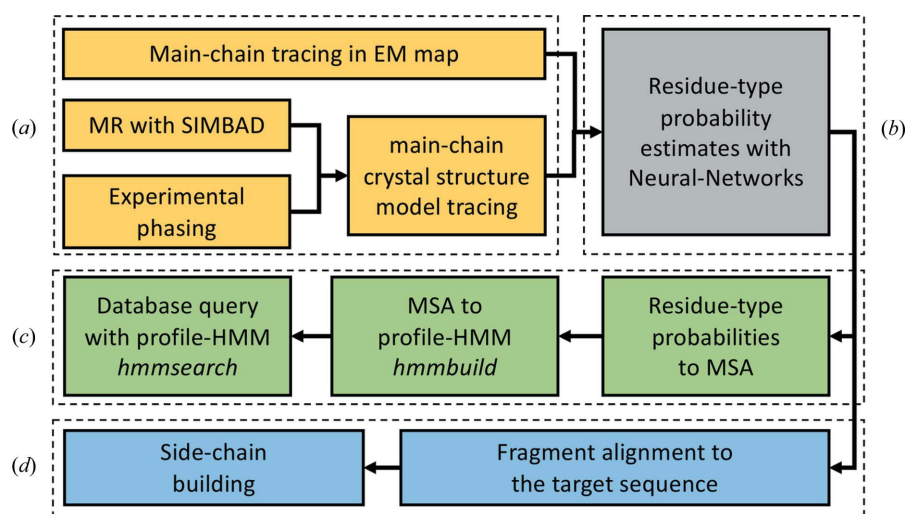 (a)
Main-chain tracing in EM map
MR with SIMBAD
Experimental
phasing
main-chain
crystal structure
model tracing
Residue-type
probability
estimates with
Neural-Networks
(b)
(c)
Database query
with profile-HMM
hmmsearch
MSA to
profile-HMM
hmmbuild
Residue-type
probabilities
to MSA
(d)
Side-chain
building
Fragment alignment to
the target sequence